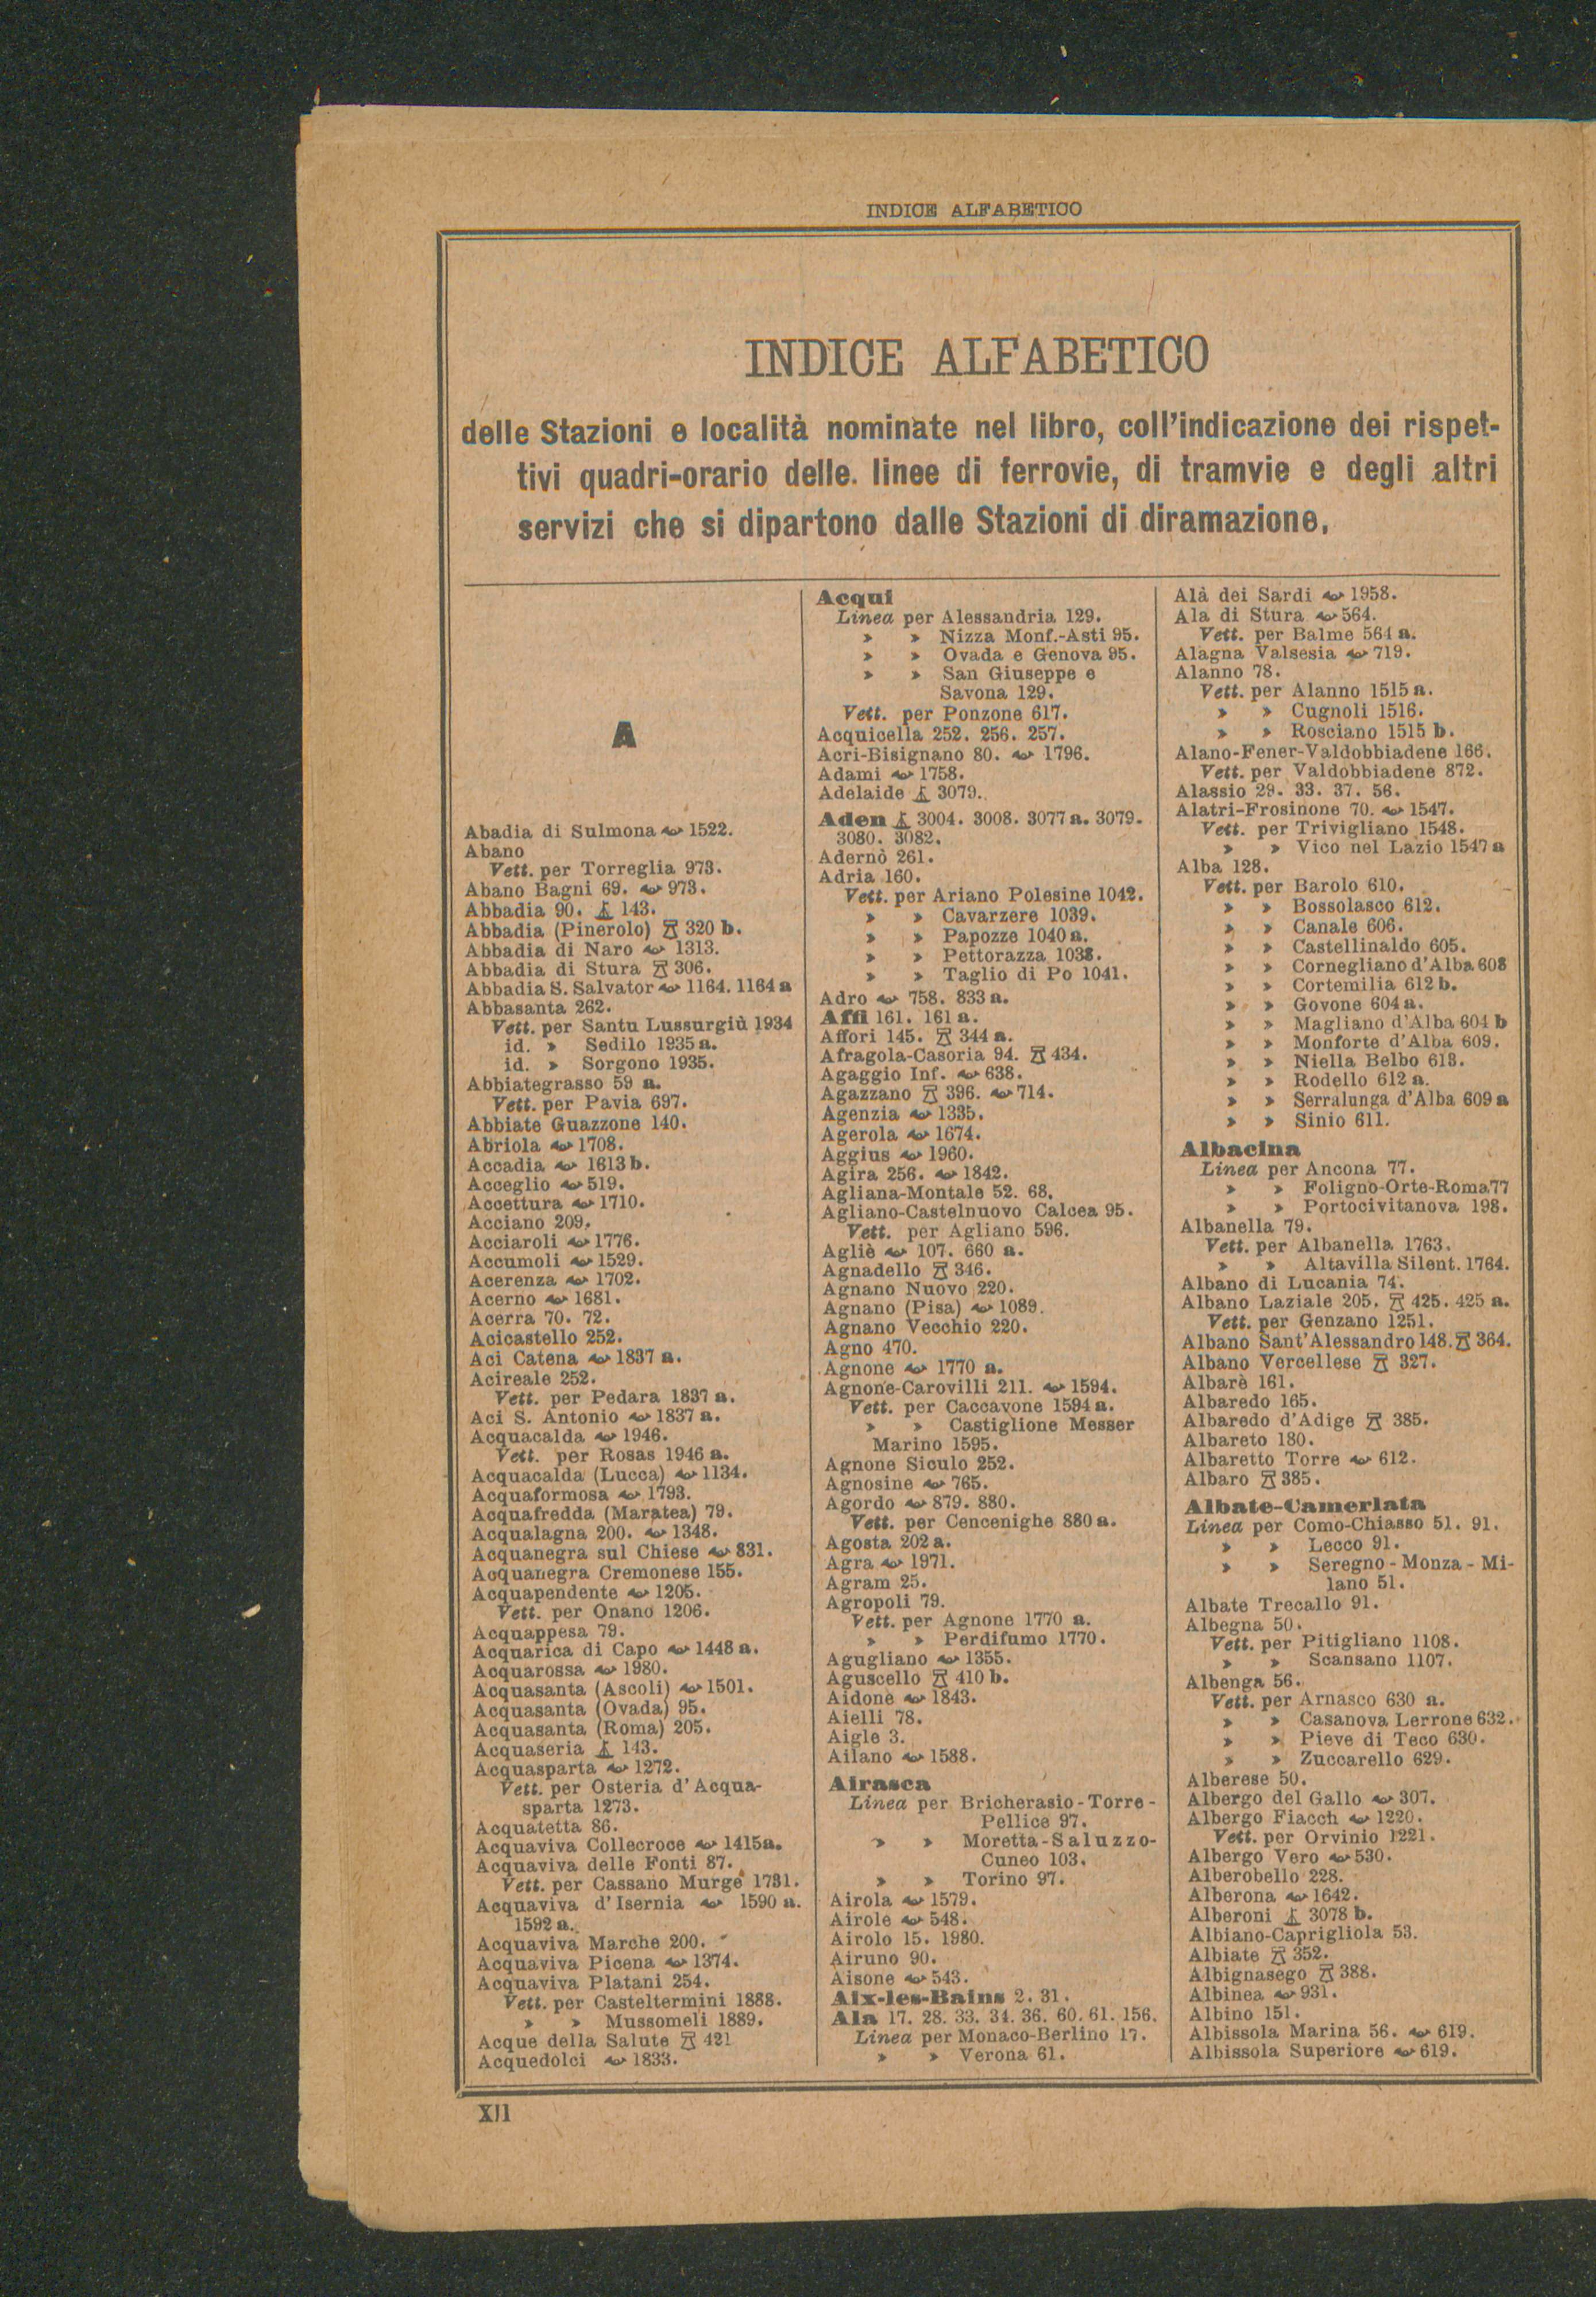 INDICE ALFABETICO
INDICE ALFABETICO
delle Stazioni e località nominate nel libro, coll'indicazione dei rispet-
tivi quadri-orario delle. linee di ferrovie, di tramvie e degli altri
servizi che si dipartono dalle Stazioni di diramazione,
A
Abadia di Sulmona 1522.
Abano
Vett. per Torreglia 973.
Abano Bagni 69. 973.
Abbadia 90. 143.
Abbadia (Pinerolo) 320 b.
Abbadia di Naro 1313.
Abbadia di Stura 306.
Abbadia S. Salvator 1164. 1164 a
Abbasanta 262.
Vett. per Santu Lussurgiù 1934
id. » Sedilo 1935 a.
id. » Sorgono 1935.
Abbiategrasso 59 a.
Vett. per Pavia 697.
Abbiate Guazzone 140.
Abriola 1708.
Accadia 1613 b.
Acceglio 519.
Accettura 1710.
Acciano 209.
Acciaroli 1776.
Accumoli 1529.
Acerenza 1702.
Acerno 1681.
Acerra 70. 72.
Acicastello 252.
Aci Catena 1837 a.
Acireale 252.
Vett. per Pedara 1837 a.
Aci S. Antonio 1837 a.
Acquacalda 1946.
Vett. per Rosas 1946 a.
Acquacalda (Lucca) 1134.
Acquaformosa 1793.
Acquafredda (Maratea) 79.
Acqualagna 200. 1348.
Acquanegra sul Chiese 831.
Acquanegra Cremonese 155.
Acquapendente 1205.
Vett. per Onano 1206.
Acquappesa 79.
Acquarica di Capo 1448 a.
Acquarossa 1980.
Acquasanta (Ascoli) 1501.
Acquasanta (Ovada) 95.
Acquasanta (Roma) 205.
Acquaseria 143.
Acquasparta 1272.
Vett. per Osteria d'Acqua-
sparta 1273.
Acquatetta 86.
Acquaviva Collecroce 1415a.
Acquaviva delle Fonti 87.
Vett. per Cassano Murge 1731.
Acquaviva d'Isernia 1590 a.
1592 a.
Acquaviva Marche 200.
Acquaviva Picena 1374.
Acquaviva Platani 254.
Vett. per Casteltermini 1888.
» » Mussomeli 1889.
Acque della Salute 421
Acquedolci 1833.
Acqui
Linea per Alessandria 129.
» » Nizza Monf.-Asti 95.
» » Ovada e Genova 95.
» » San Giuseppe e
Savona 129.
Vett. per Ponzone 617.
Acquicella 252. 256. 257.
Acri-Bisignano 80. 1796.
Adami 1758.
Adelaide 3079.
Aden 3004. 3008. 3077 a. 3079.
3080. 3082.
Adernò 261.
Adria 160.
Vett. per Ariano Polesine 1042.
» » Cavarzere 1039.
» » Papozze 1040 a.
» » Pettorazza 1038.
» » Taglio di Po 1041.
Adro 758. 833 a.
Affi 161. 161 a.
Affori 145. 344 a.
Afragola-Casoria 94. 434.
Agaggio Inf. 638.
Agazzano 396. 714.
Agenzia 1335.
Agerola 1674.
Aggius 1960.
Agira 256. 1842.
Agliana-Montale 52. 68.
Agliano-Castelnuovo Calcea 95.
Vett. per Agliano 596.
Agliè 107. 660 a.
Agnadello 346.
Agnano Nuovo 220.
Agnano (Pisa) 1089.
Agnano Vecchio 220.
Agno 470.
Agnone 1770 a.
Agnone-Carovilli 211. 1594.
Vett. per Caccavone 1594 a.
» » Castiglione Messer
Marino 1595.
Agnone Siculo 252.
Agnosine 765.
Agordo 879. 880.
Vett. per Cencenighe 880 a.
Agosta 202 a.
Agra 1971.
Agram 25.
Agropoli 79.
Vett. per Agnone 1770 a.
» » Perdifumo 1770.
Agugliano 1355.
Aguscello 410 b.
Aidone 1843.
Aielli 78.
Aigle 3.
Ailano 1588.
Airasca
Linea per Bricherasio-Torre-
Pellice 97.
» » Moretta-Saluzzo-
Cuneo 103.
» » Torino 97.
Airola 1579.
Airole 548.
Airolo 15. 1980.
Airuno 90.
Aisone 543.
Aix-les-Bains 2. 31.
Ala 17. 28. 33. 34. 36. 60. 61. 156.
Linea per Monaco-Berlino 17.
» » Verona 61.
Alà dei Sardi 1958.
Ala di Stura 564.
Vett. per Balme 564 a.
Alagna Valsesia 719.
Alanno 78.
Vett. per Alanno 1515 a.
» » Cugnoli 1516.
» » Rosciano 1515 b.
Alano-Fener-Valdobbiadene 166.
Vett. per Valdobbiadene 872.
Alassio 29. 33. 37. 56.
Alatri-Frosinone 70. 1547.
Vett. per Trivigliano 1548.
» » Vico nel Lazio 1547 a
Alba 128.
Vett. per Barolo 610.
» » Bossolasco 612.
» » Canale 606.
» » Castellinaldo 605.
» » Cornegliano d'Alba 608
» » Cortemilia 612 b.
» » Govone 604 a.
» » Magliano d'Alba 604 b
» » Monforte d'Alba 609.
» » Niella Belbo 613.
» » Rodello 612 a.
» » Serralunga d'Alba 609 a
» » Sinio 611.
Albacina
Linea per Ancona 77.
» » Foligno-Orte-Roma 77
» » Portocivitanova 198.
Albanella 79.
Vett. per Albanella 1763.
» » Altavilla Silent. 1764.
Albano di Lucania 74.
Albano Laziale 205. 425. 425 a.
Vett. per Genzano 1251.
Albano Sant'Alessandro 148. 364.
Albano Vercellese 327.
Albarè 161.
Albaredo 165.
Albaredo d'Adige 385.
Albareto 180.
Albaretto Torre 612.
Albaro 385.
Albate-Camerlata
Linea per Como-Chiasso 51. 91.
» » Lecco 91.
» » Seregno-Monza-Mi-
lano 51.
Albate Trecallo 91.
Albegna 50.
Vett. per Pitigliano 1108.
» » Scansano 1107.
Albenga 56.
Vett. per Arnasco 630 a.
» » Casanova Lerrone 632.
» » Pieve di Teco 630.
» » Zuccarello 629.
Alberese 50.
Albergo del Gallo 307.
Albergo Fiacch 1220.
Vett. per Orvinio 1221.
Albergo Vero 530.
Alberobello 228.
Alberona 1642.
Alberoni 3078 b.
Albiano-Caprigliola 53.
Albiate 352.
Albignasego 388.
Albinea 931.
Albino 151.
Albissola Marina 56. 619.
Albissola Superiore 619.
XII